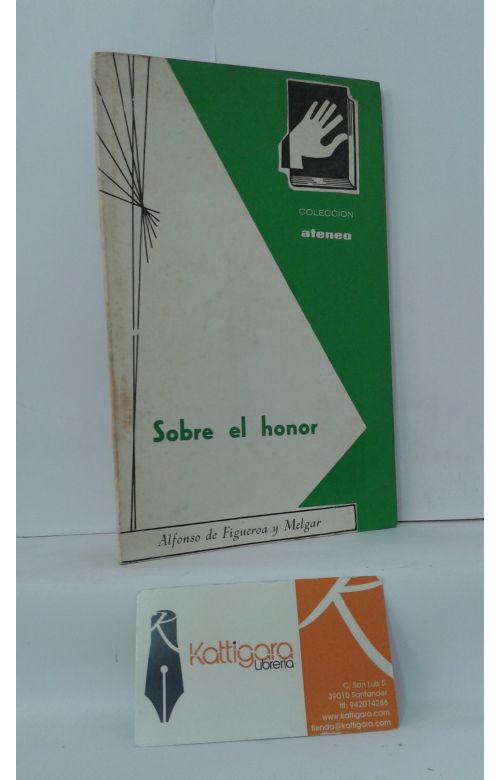 COLECCION
ateneo
Sobre el honor
Alfonso de Figueroa y Melgar
Kattigara
Librería
C; San Luis 5
39010 Santander
tlf: 942074286
www.kattigara.com
tienda@kattigara.com